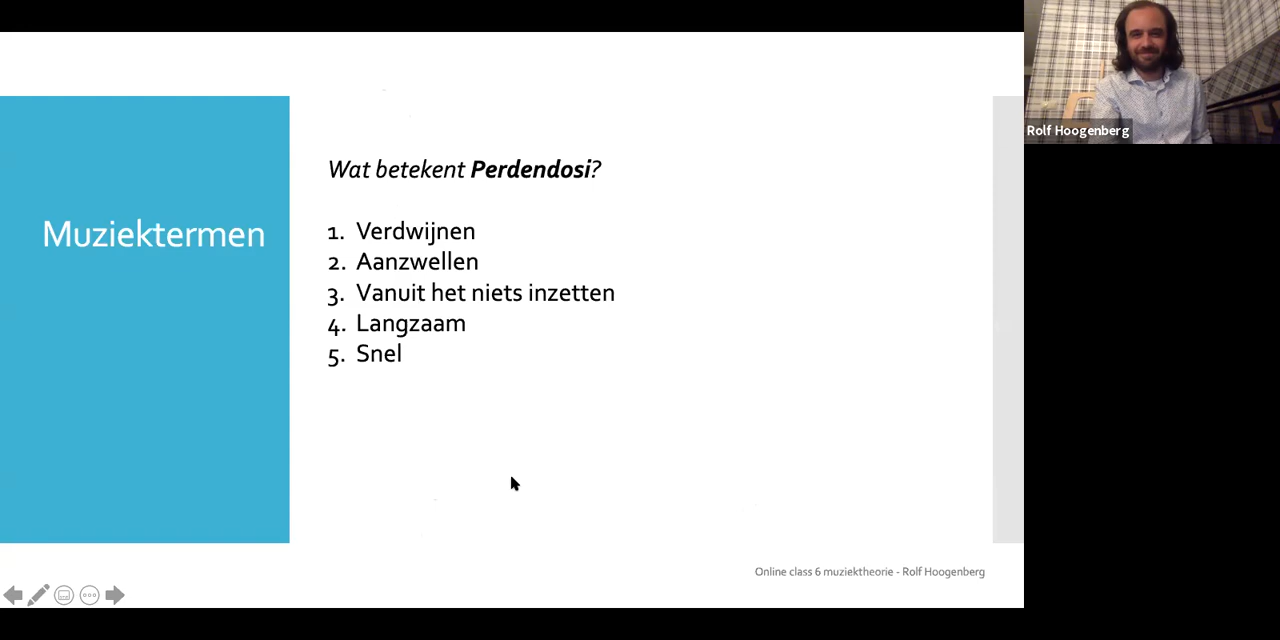 Muziektermen
Wat betekent Perdendosi?
1. Verdwijnen
2. Aanzwellen
3. Vanuit het niets inzetten
4. Langzaam
5. Snel
Online class 6 muziektheorie - Rolf Hoogenberg
Rolf Hoogenberg